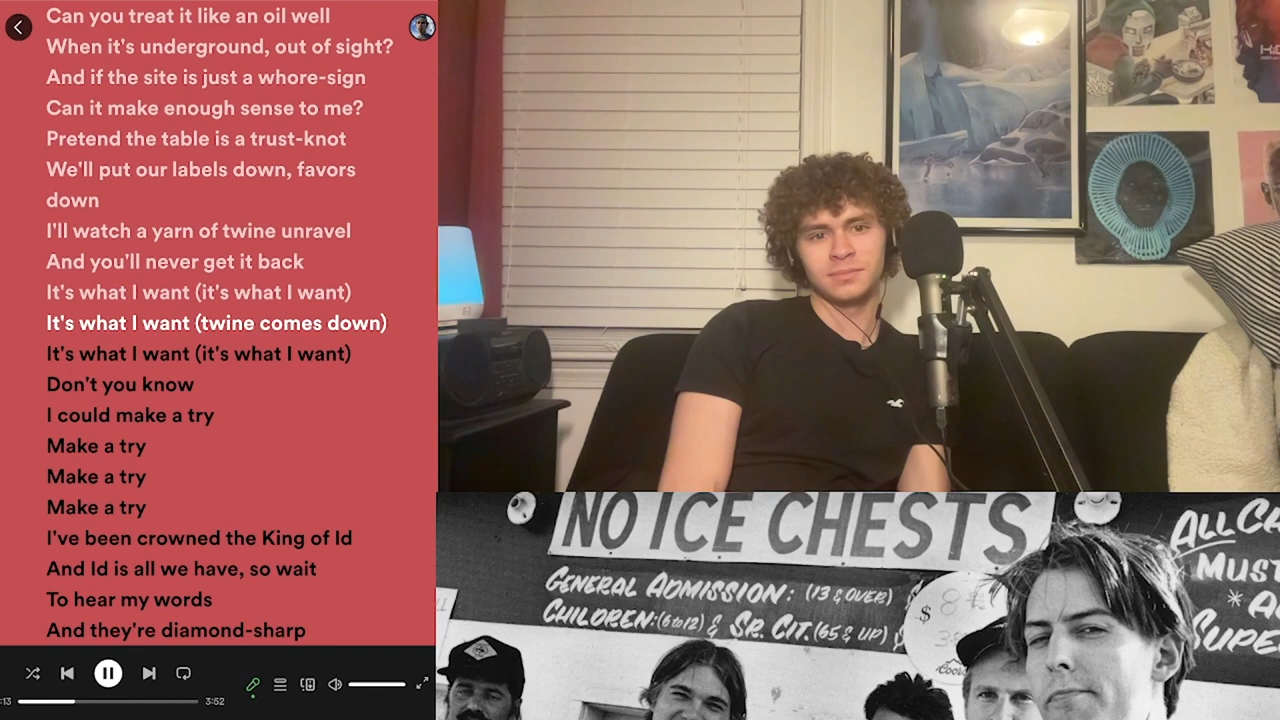 Can you treat it like an oil well
When it's underground, out of sight?
And if the site is just a whore-sign
Can it make enough sense to me?
Pretend the table is a trust-knot
We'll put our labels down, favors
down
I'll watch a yarn of twine unravel
And you'll never get it back
It's what I want (it's what I want)
It's what I want (twine comes down)
It's what I want (it's what I want)
Don't you know
I could make a try
Make a try
Make a try
Make a try
I've been crowned the King of Id
And Id is all we have, so wait
To hear my words
And they're diamond-sharp
:13
3:52
NO ICE CHESTS
GENERAL ADMISSION: (13 & OVER)
CHILDREN:(6to12) & SR. CIT.(65 & UP)
$
Coors
ALL
MUST
*